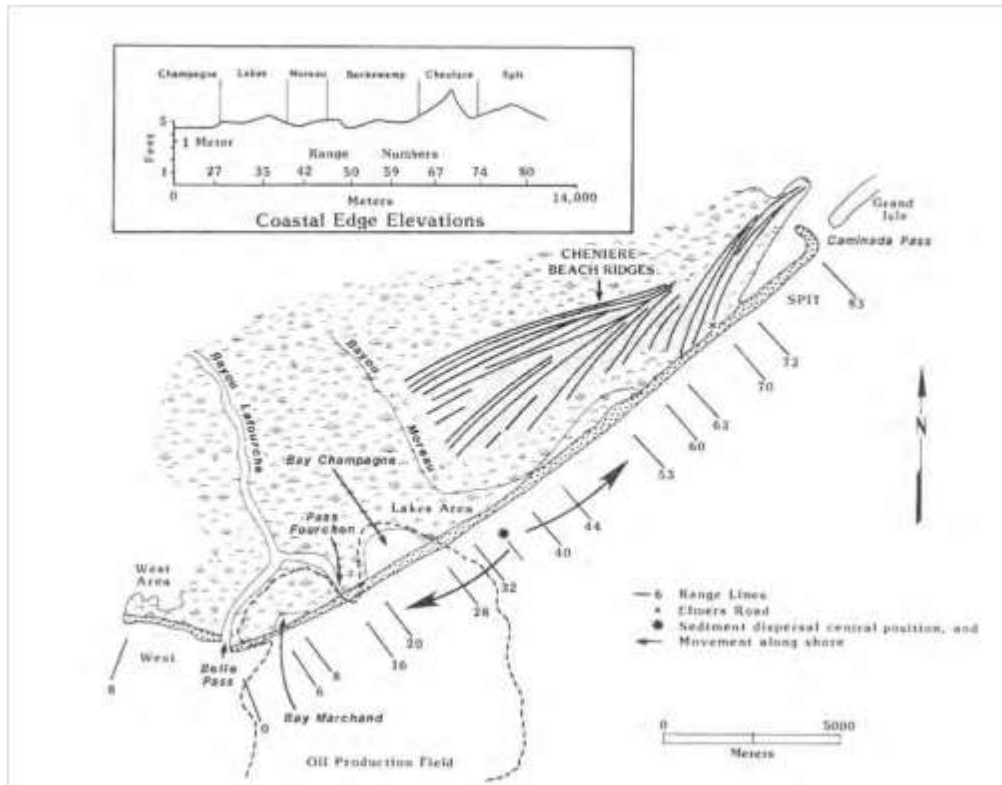 Champagne Lakes Moreau Backswamp Cheniere Spit
5
Feet
1 Meter
Range Numbers
1
27 35 42 50 59 67 74 80
0 Meters 14,000
Coastal Edge Elevations
Grand
Isle
Caminada Pass
CHENIERE
BEACH RIDGES
SPIT
83
73
70
63
60
53
44
40
32
28
20
16
8
6
0
8
N
Bayou
Lafourche
Bayou
Moreau
Bay Champagne
Lakes Area
Pass
Fourchon
West
Area
West
Belle
Pass
Bay Marchand
Oil Production Field
6 Range Lines
x Elmers Road
Sediment dispersal central position, and
Movement along shore
0 5000
Meters